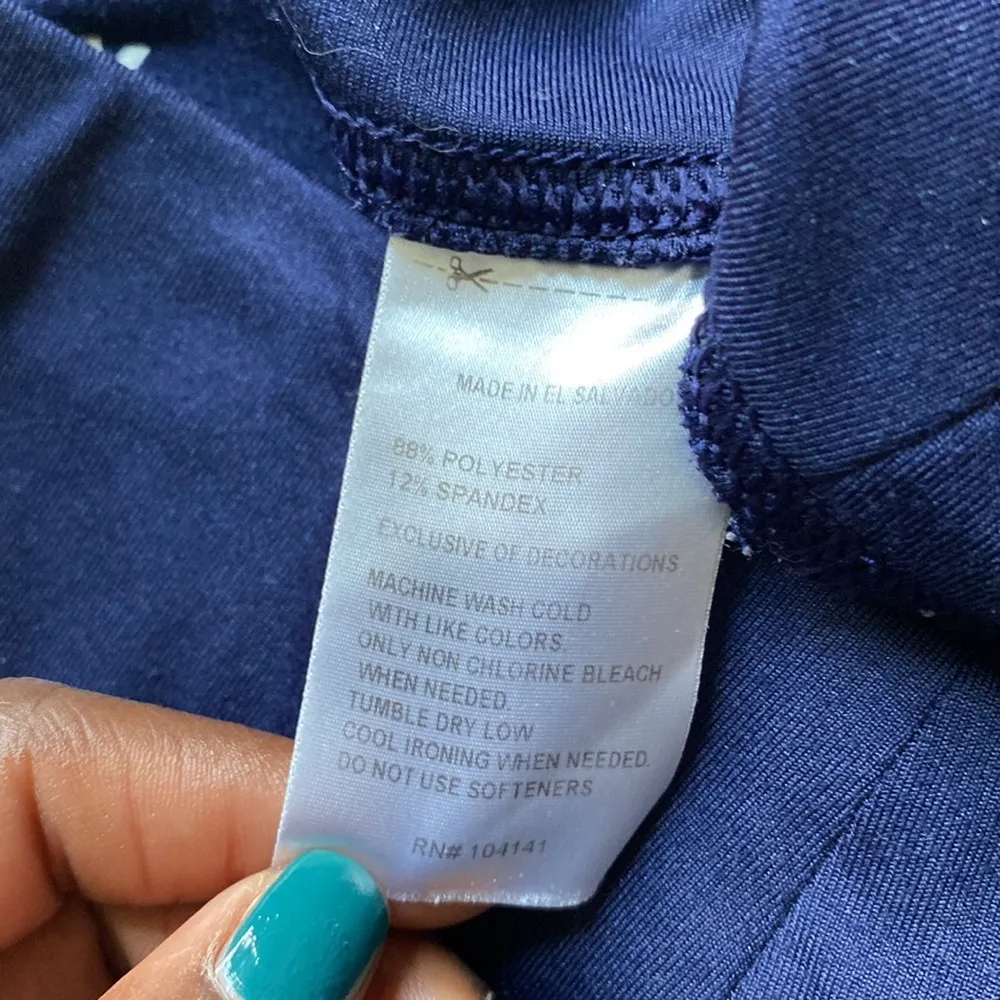 MADE IN EL SALVADO
88% POLYESTER
12% SPANDEX
EXCLUSIVE OF DECORATIONS
MACHINE WASH COLD
WITH LIKE COLORS.
ONLY NON CHLORINE BLEACH
WHEN NEEDED.
TUMBLE DRY LOW
COOL IRONING WHEN NEEDED.
DO NOT USE SOFTENERS
RN# 104141